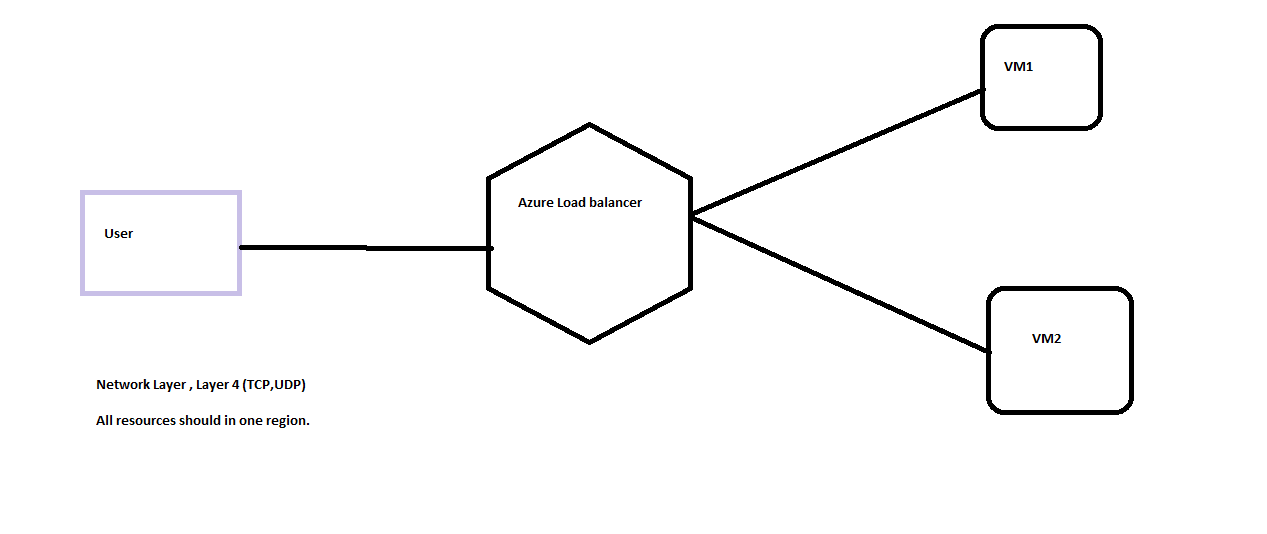 VM1
Azure Load balancer
User
VM2
Network Layer , Layer 4 (TCP,UDP)
All resources should in one region.